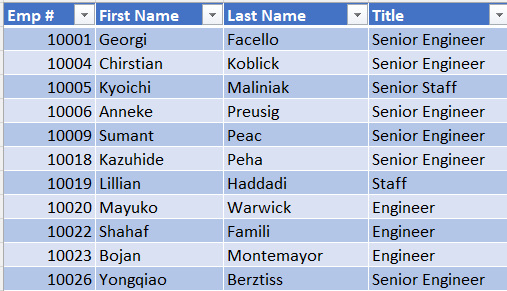 Emp # First Name Last Name Title
10001 Georgi Facello Senior Engineer
10004 Chirstian Koblick Senior Engineer
10005 Kyoichi Maliniak Senior Staff
10006 Anneke Preusig Senior Engineer
10009 Sumant Peac Senior Engineer
10018 Kazuhide Peha Senior Engineer
10019 Lillian Haddadi Staff
10020 Mayuko Warwick Engineer
10022 Shahaf Famili Engineer
10023 Bojan Montemayor Engineer
10026 Yongqiao Berztiss Senior Engineer